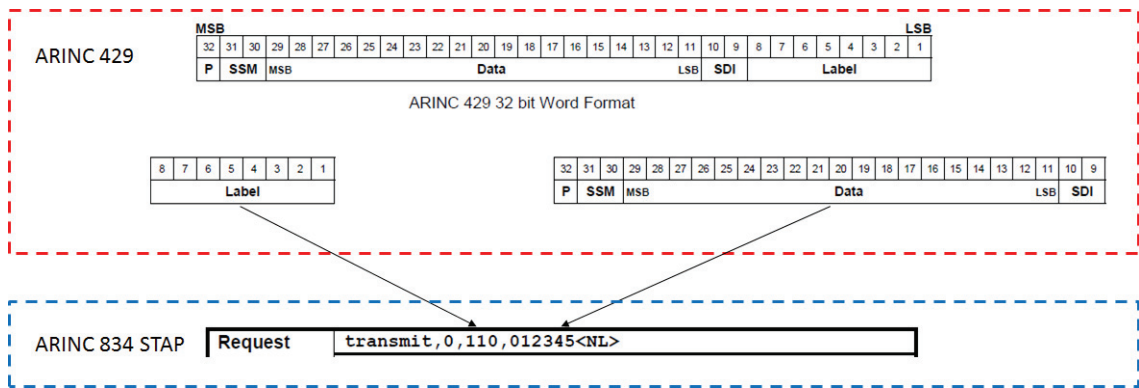 MSB LSB
ARINC 429
32 31 30 29 28 27 26 25 24 23 22 21 20 19 18 17 16 15 14 13 12 11 10 9 8 7 6 5 4 3 2 1
P SSM MSB Data LSB SDI Label
ARINC 429 32 bit Word Format
8 7 6 5 4 3 2 1
Label
32 31 30 29 28 27 26 25 24 23 22 21 20 19 18 17 16 15 14 13 12 11 10 9
P SSM MSB Data LSB SDI
ARINC 834 STAP
Request transmit,0,110,012345<NL>